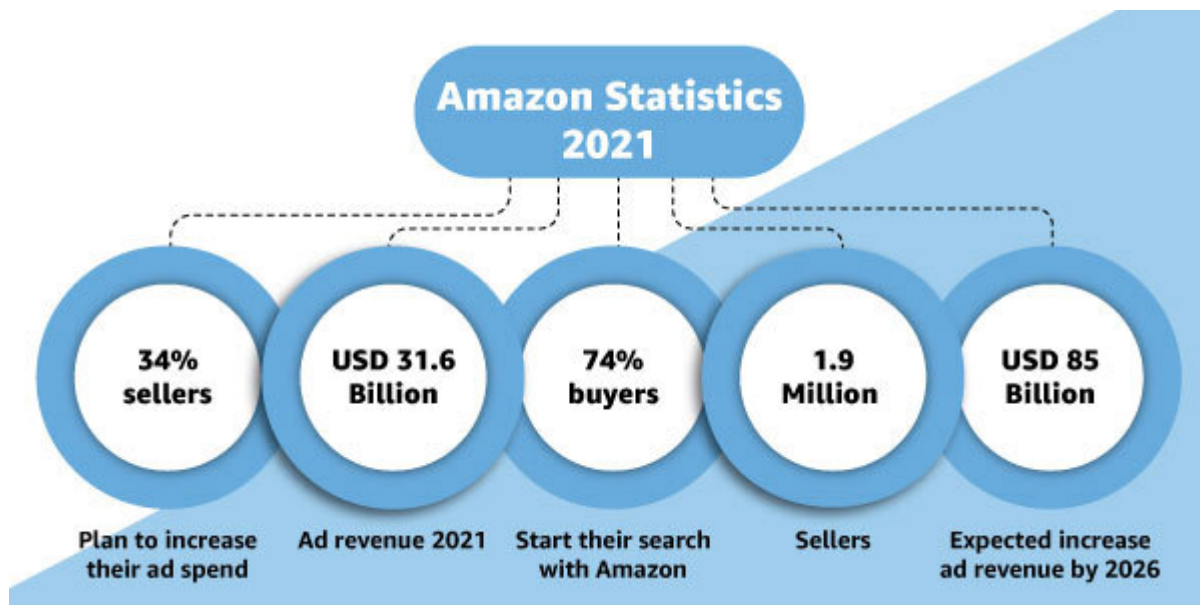 Amazon Statistics
2021
34%
sellers
USD 31.6
Billion
74%
buyers
1.9
Million
USD 85
Billion
Plan to increase
their ad spend
Ad revenue 2021
Start their search
with Amazon
Sellers
Expected increase
ad revenue by 2026